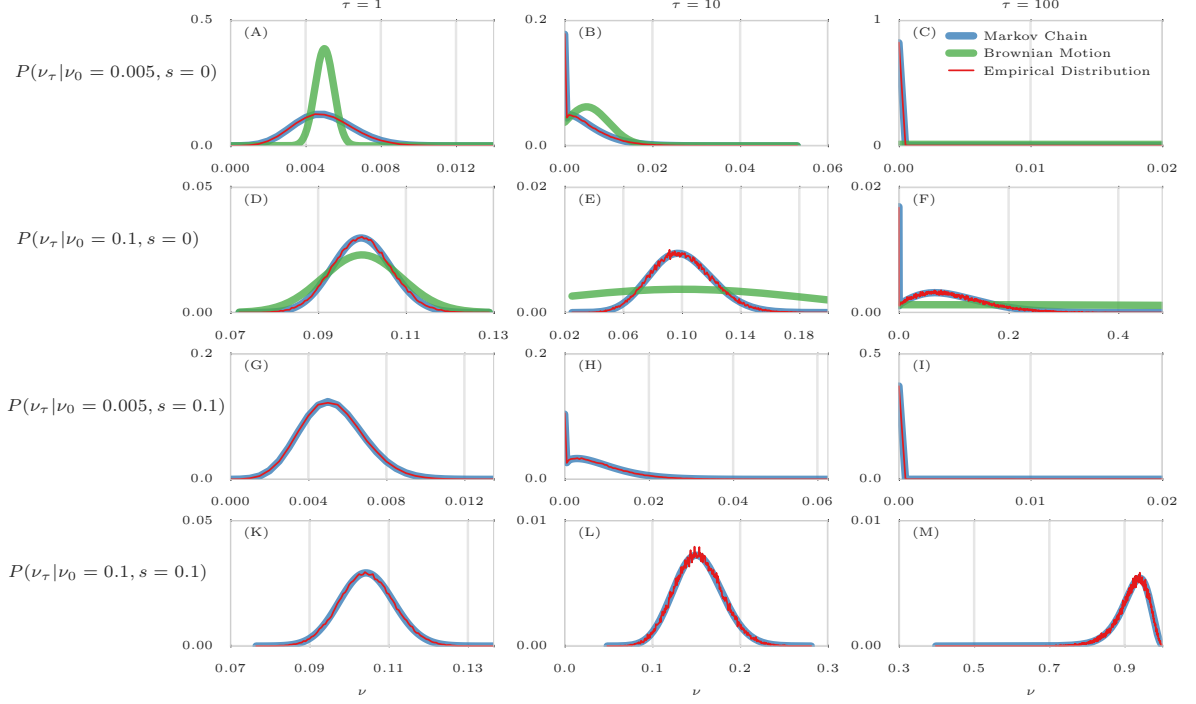 τ = 1
τ = 10
τ = 100
P(ν_τ|ν_0 = 0.005, s = 0)
0.5
(A)
0
0.000 0.004 0.008 0.012
0.2
(B)
0.0
0.00 0.02 0.04 0.06
1
(C)
Markov Chain
Brownian Motion
Empirical Distribution
0
0.00 0.01 0.02
P(ν_τ|ν_0 = 0.1, s = 0)
0.05
(D)
0.00
0.07 0.09 0.11 0.13
0.02
(E)
0.00
0.02 0.06 0.10 0.14 0.18
0.02
(F)
0.00
0.0 0.2 0.4
P(ν_τ|ν_0 = 0.005, s = 0.1)
0.2
(G)
0.0
0.000 0.004 0.008 0.012
0.2
(H)
0.0
0.00 0.02 0.04 0.06
0.5
(I)
0.0
0.00 0.01 0.02
P(ν_τ|ν_0 = 0.1, s = 0.1)
0.05
(K)
0.00
0.07 0.09 0.11 0.13
ν
0.01
(L)
0.00
0.0 0.1 0.2 0.3
ν
0.01
(M)
0.00
0.3 0.5 0.7 0.9
ν